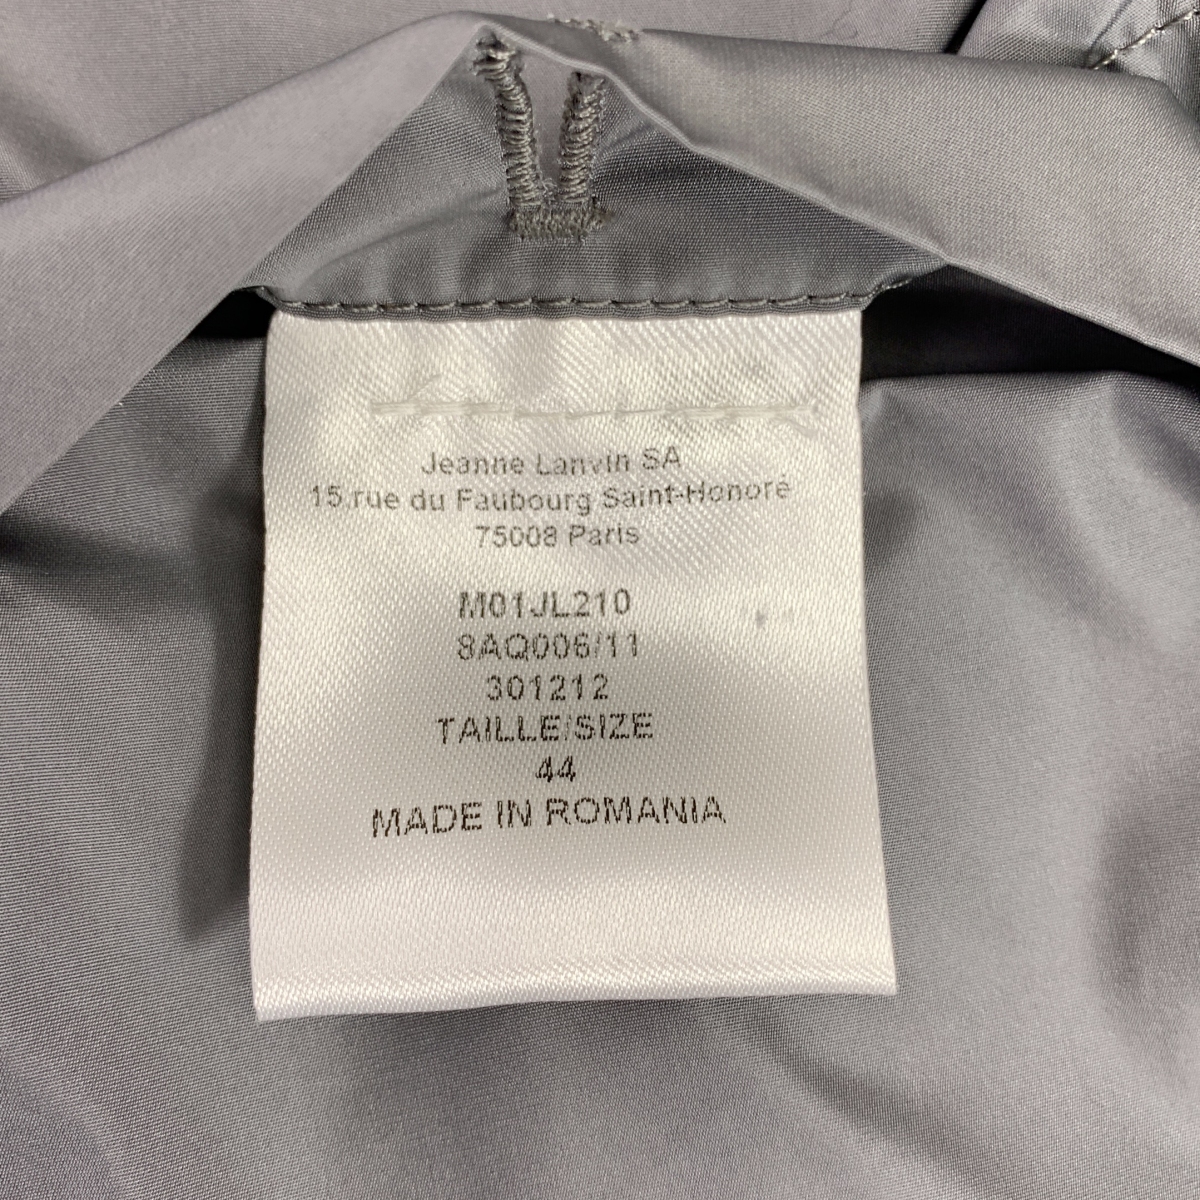 Jeanne Lanvin SA
15,rue du Faubourg Saint-Honoré
75008 Paris
M01JL210
8AQ006/11
301212
TAILLE/SIZE
44
MADE IN ROMANIA